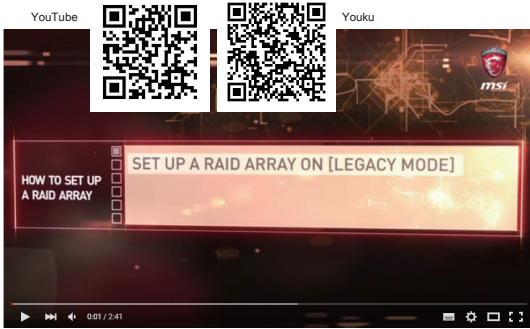 YouTube
Youku
msi
SET UP A RAID ARRAY ON [LEGACY MODE]
HOW TO SET UP
A RAID ARRAY
0:01 / 2:41